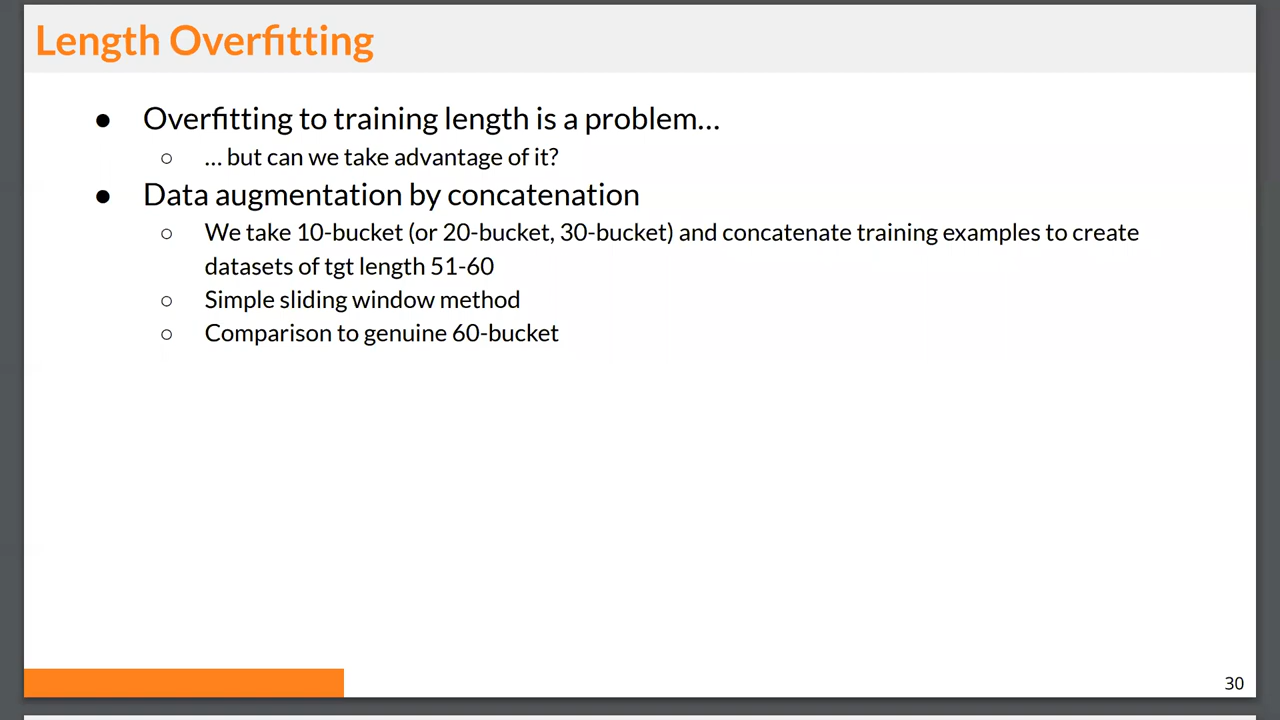 Length Overfitting
● Overfitting to training length is a problem…
○ … but can we take advantage of it?
● Data augmentation by concatenation
○ We take 10-bucket (or 20-bucket, 30-bucket) and concatenate training examples to create
datasets of tgt length 51-60
○ Simple sliding window method
○ Comparison to genuine 60-bucket
30